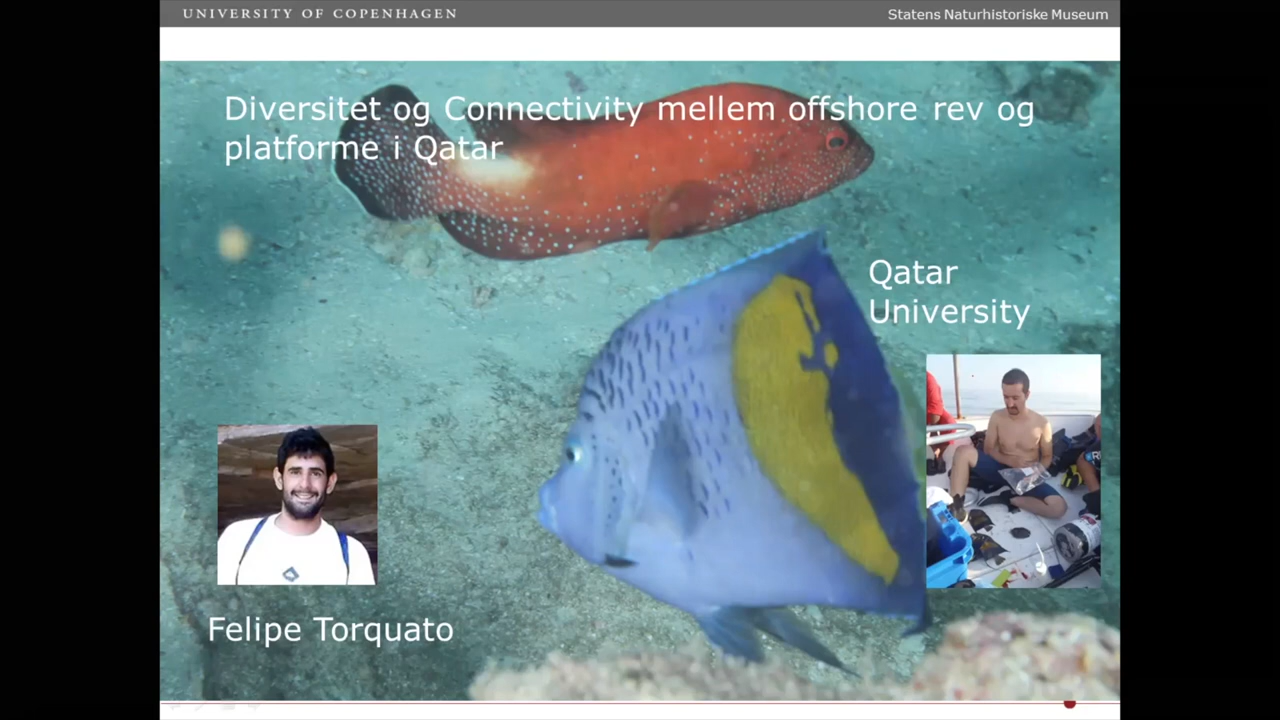 UNIVERSITY OF COPENHAGEN
Statens Naturhistoriske Museum
Diversitet og Connectivity mellem offshore rev og
platforme i Qatar
Qatar
University
Felipe Torquato